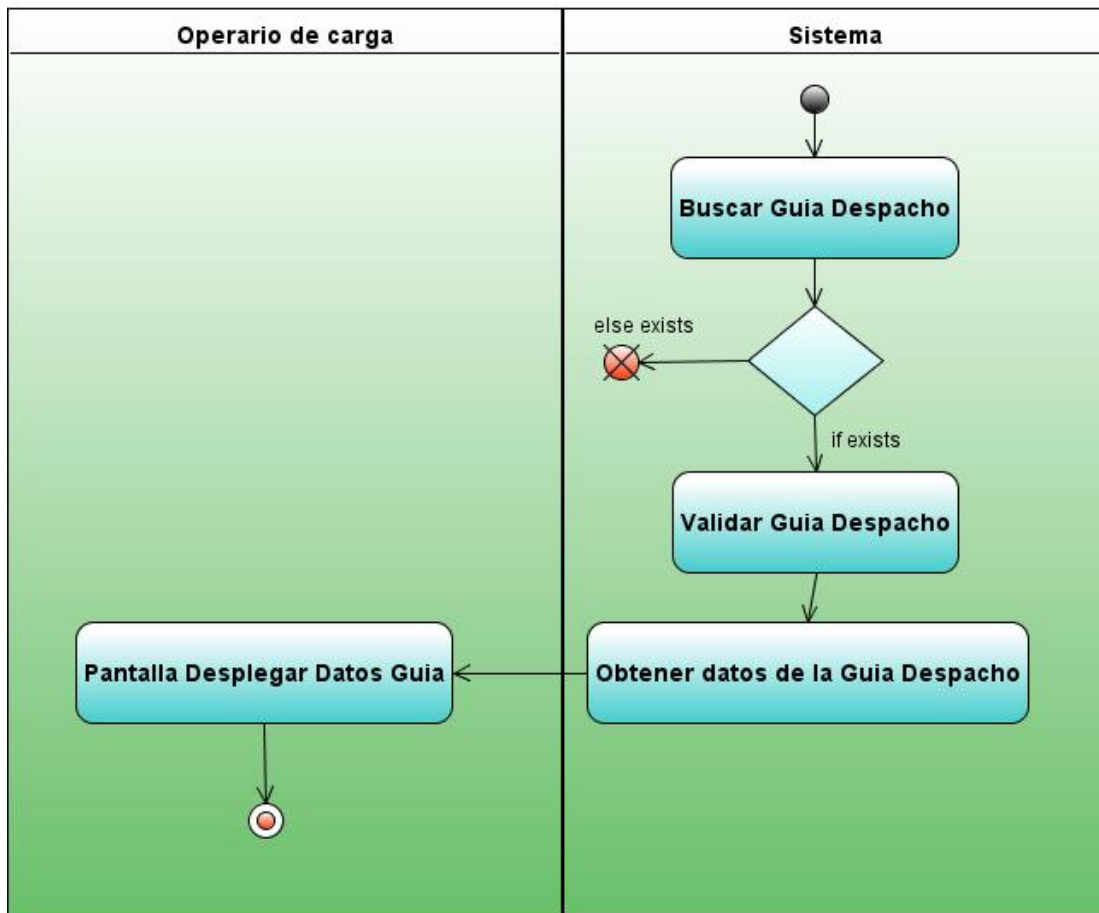 Operario de carga
Sistema
Buscar Guia Despacho
else exists
if exists
Validar Guia Despacho
Pantalla Desplegar Datos Guia
Obtener datos de la Guia Despacho